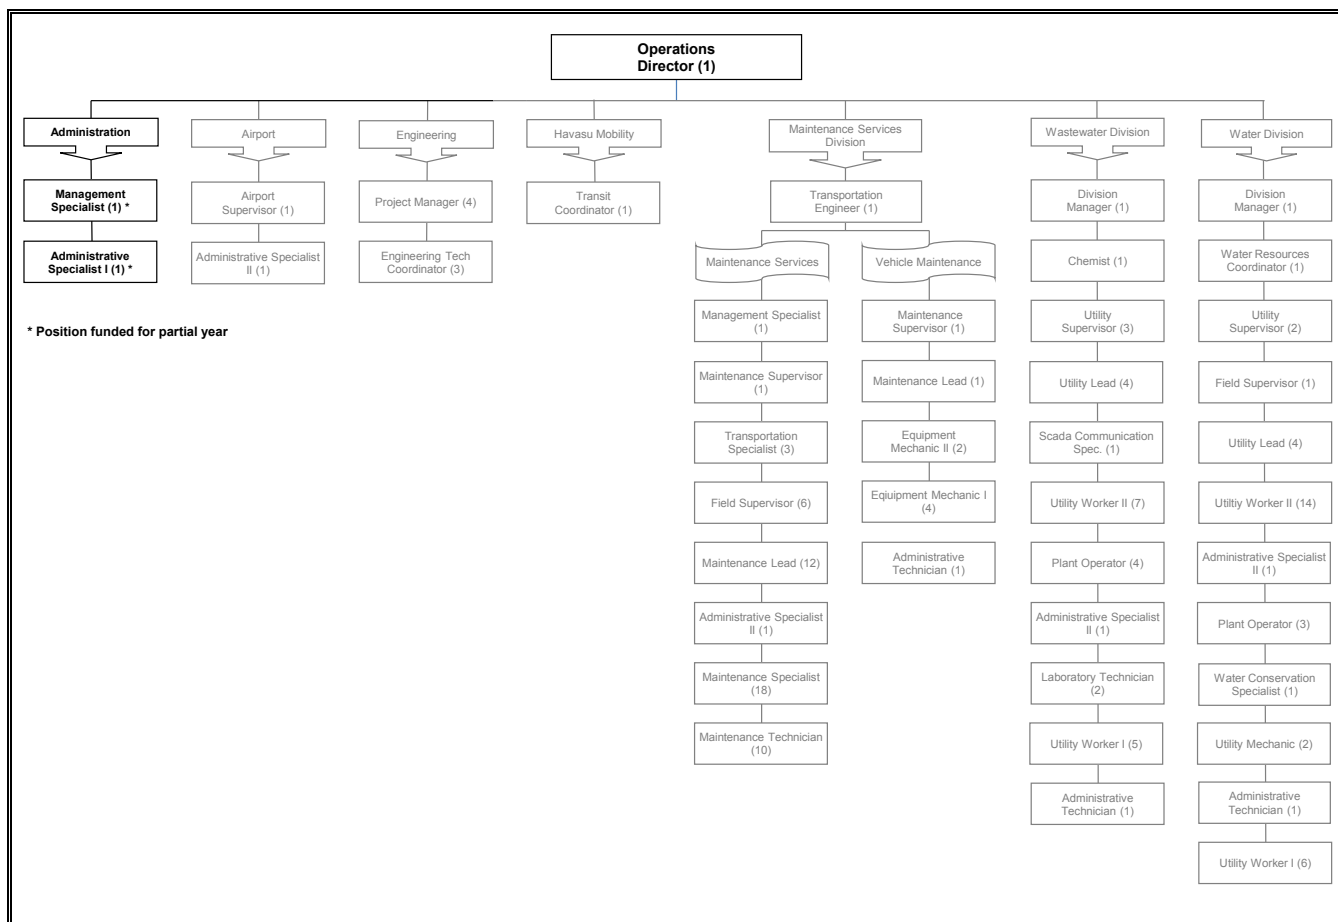 Operations
Director (1)
Administration
Management
Specialist (1) *
Administrative
Specialist I (1) *
* Position funded for partial year
Airport
Airport
Supervisor (1)
Administrative Specialist
II (1)
Engineering
Project Manager (4)
Engineering Tech
Coordinator (3)
Havasu Mobility
Transit
Coordinator (1)
Maintenance Services
Division
Transportation
Engineer (1)
Maintenance Services
Management Specialist
(1)
Maintenance Supervisor
(1)
Transportation
Specialist (3)
Field Supervisor (6)
Maintenance Lead (12)
Administrative Specialist
II (1)
Maintenance Specialist
(18)
Maintenance Technician
(10)
Vehicle Maintenance
Maintenance
Supervisor (1)
Maintenance Lead (1)
Equipment
Mechanic II (2)
Eqiuipment Mechanic I
(4)
Administrative
Technician (1)
Wastewater Division
Division
Manager (1)
Chemist (1)
Utility
Supervisor (3)
Utility Lead (4)
Scada Communication
Spec. (1)
Utility Worker II (7)
Plant Operator (4)
Administrative Specialist
II (1)
Laboratory Technician
(2)
Utility Worker I (5)
Administrative
Technician (1)
Water Division
Division
Manager (1)
Water Resources
Coordinator (1)
Utility
Supervisor (2)
Field Supervisor (1)
Utility Lead (4)
Utiltiy Worker II (14)
Administrative Specialist
II (1)
Plant Operator (3)
Water Conservation
Specialist (1)
Utility Mechanic (2)
Administrative
Technician (1)
Utility Worker I (6)